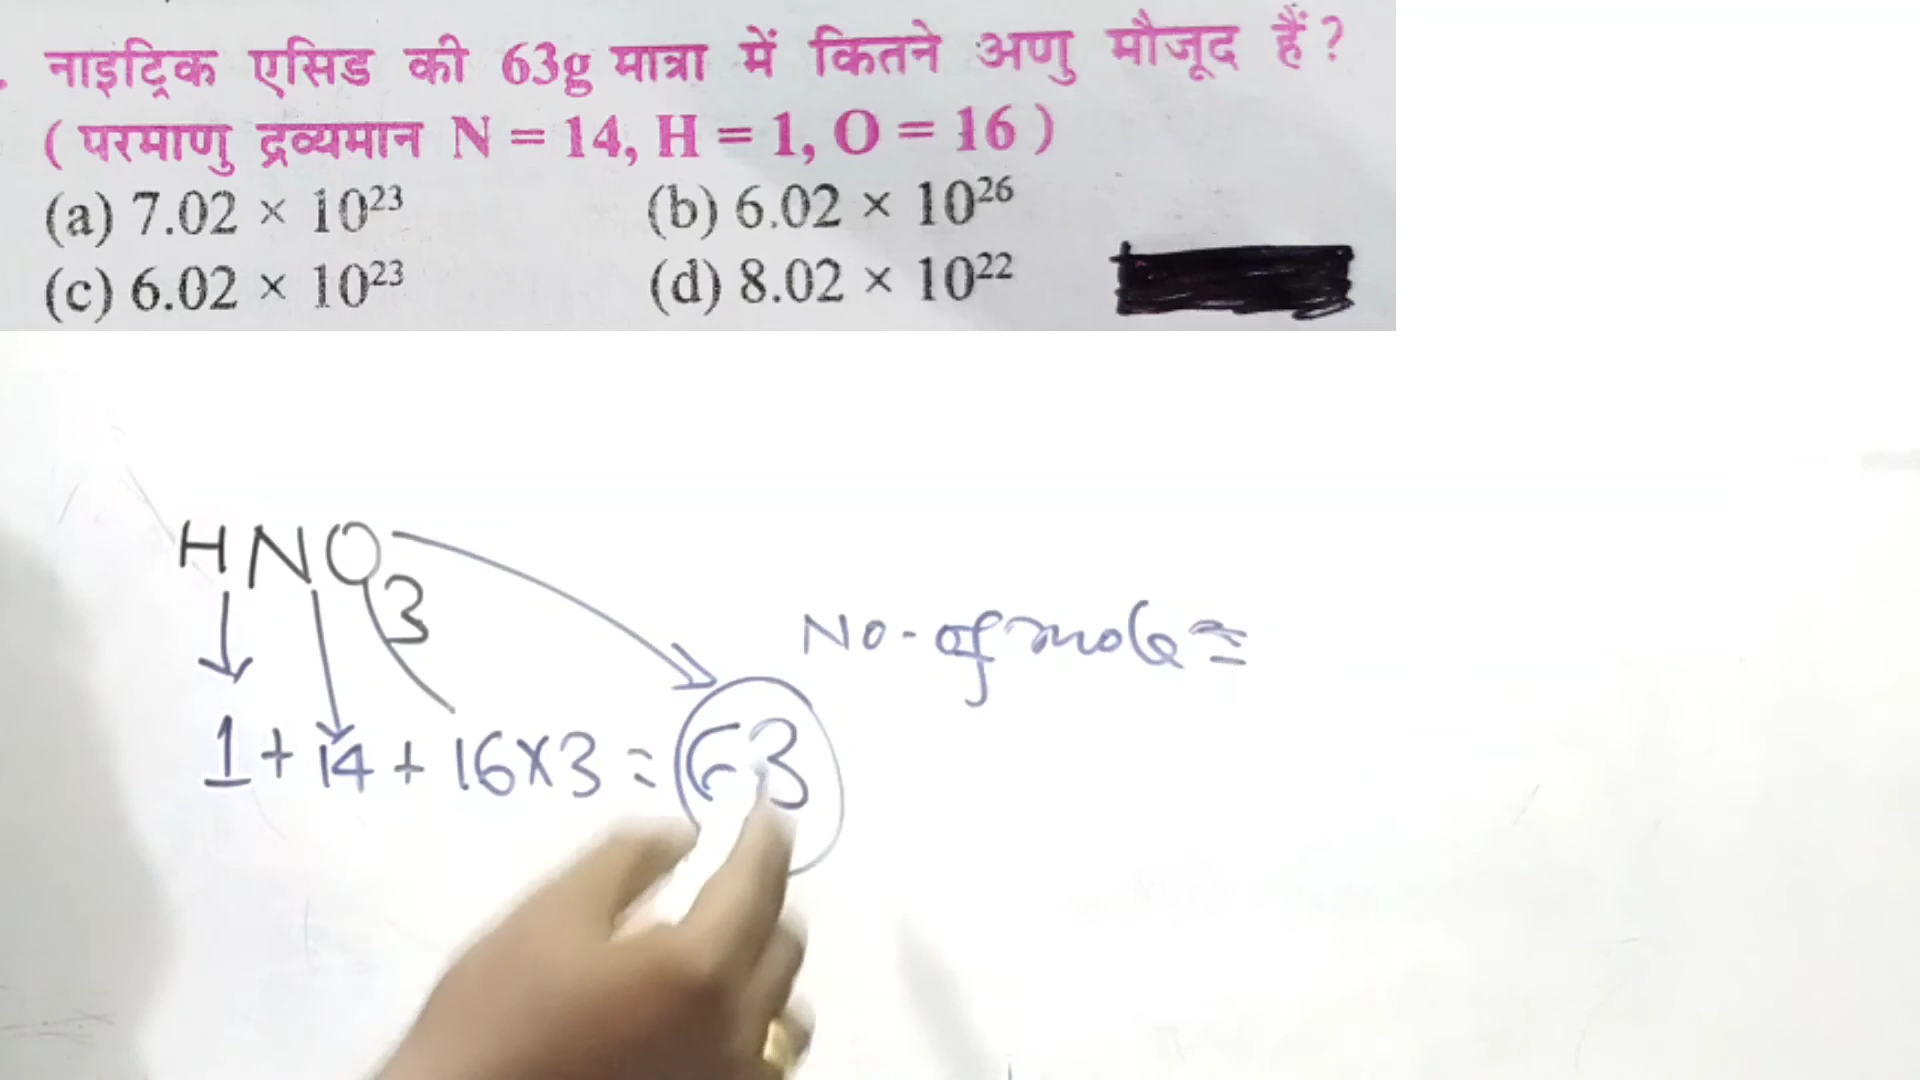 नाइट्रिक एसिड की 63g मात्रा में कितने अणु मौजूद हैं?
( परमाणु द्रव्यमान N = 14, H = 1, O = 16 )
(a) 7.02 × 10²³ (b) 6.02 × 10²⁶
(c) 6.02 × 10²³ (d) 8.02 × 10²²
HNO₃
No. of mole =
1 + 14 + 16×3 = 63